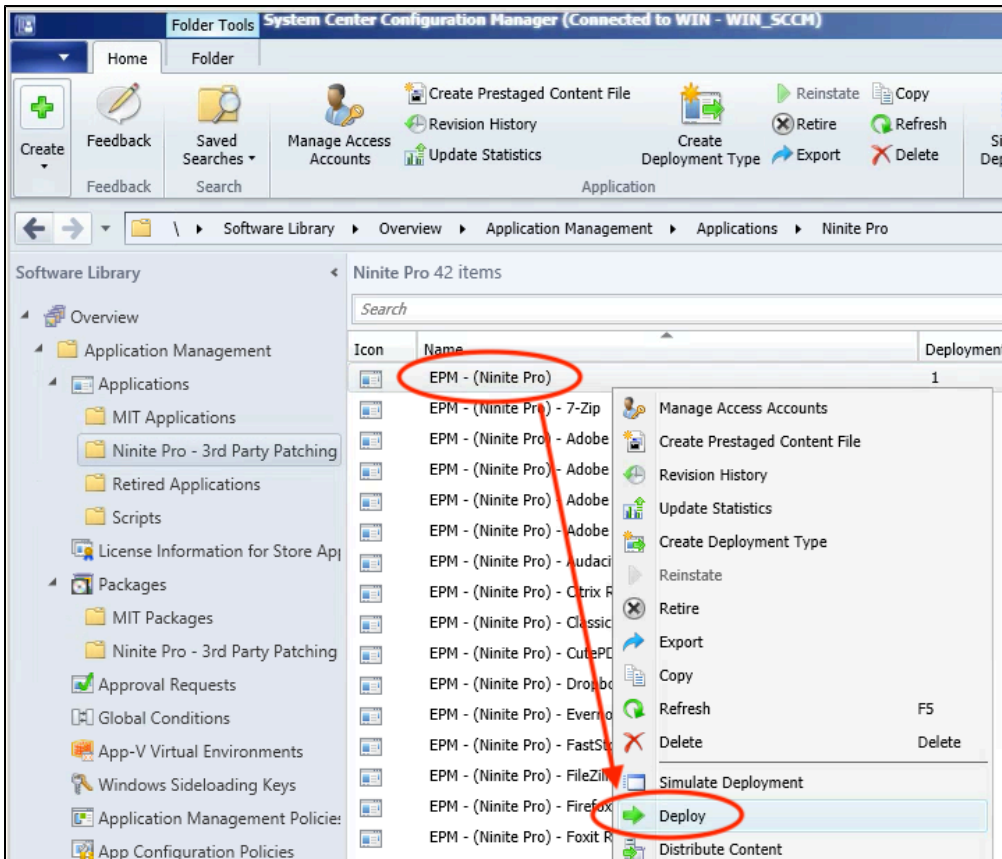 Folder Tools System Center Configuration Manager (Connected to WIN - WIN_SCCM)
Home Folder
Create
Feedback
Saved Searches
Manage Access Accounts
Create Prestaged Content File
Revision History
Update Statistics
Create Deployment Type
Reinstate
Retire
Export
Copy
Refresh
Delete
Feedback Search Application
\ Software Library Overview Application Management Applications Ninite Pro
Software Library
Overview
Application Management
Applications
MIT Applications
Ninite Pro - 3rd Party Patching
Retired Applications
Scripts
License Information for Store App
Packages
MIT Packages
Ninite Pro - 3rd Party Patching
Approval Requests
Global Conditions
App-V Virtual Environments
Windows Sideloading Keys
Application Management Policies
App Configuration Policies
Ninite Pro 42 items
Search
Icon Name Deployment
EPM - (Ninite Pro) 1
EPM - (Ninite Pro) - 7-Zip
EPM - (Ninite Pro) - Adobe
EPM - (Ninite Pro) - Adobe
EPM - (Ninite Pro) - Adobe
EPM - (Ninite Pro) - Adobe
EPM - (Ninite Pro) - Audaci
EPM - (Ninite Pro) - Citrix R
EPM - (Ninite Pro) - Classic
EPM - (Ninite Pro) - CutePD
EPM - (Ninite Pro) - Dropbo
EPM - (Ninite Pro) - Everno
EPM - (Ninite Pro) - FastSto
EPM - (Ninite Pro) - FileZill
EPM - (Ninite Pro) - Firefox
EPM - (Ninite Pro) - Foxit R
Manage Access Accounts
Create Prestaged Content File
Revision History
Update Statistics
Create Deployment Type
Reinstate
Retire
Export
Copy
Refresh F5
Delete Delete
Simulate Deployment
Deploy
Distribute Content